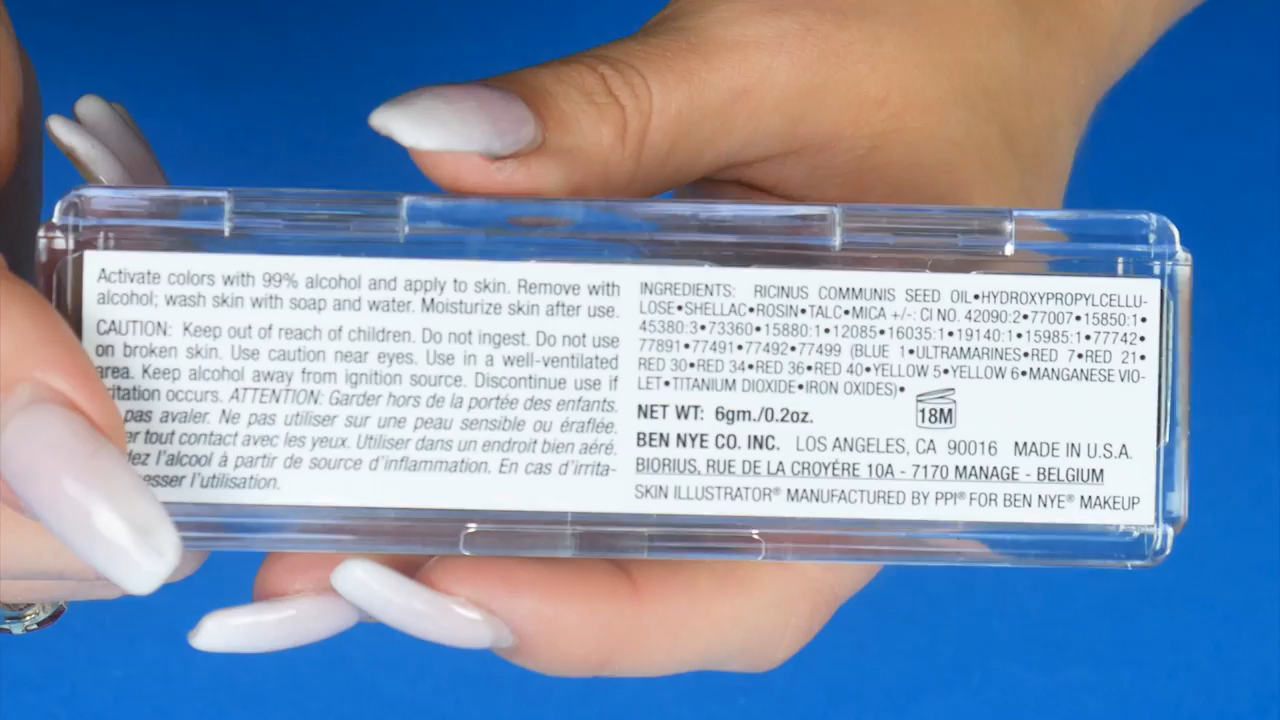 Activate colors with 99% alcohol and apply to skin. Remove with
alcohol; wash skin with soap and water. Moisturize skin after use.
CAUTION: Keep out of reach of children. Do not ingest. Do not use
on broken skin. Use caution near eyes. Use in a well-ventilated
area. Keep alcohol away from ignition source. Discontinue use if
ritation occurs. ATTENTION: Garder hors de la portée des enfants.
pas avaler. Ne pas utiliser sur une peau sensible ou éraflée.
er tout contact avec les yeux. Utiliser dans un endroit bien aéré.
dez l'alcool à partir de source d'inflammation. En cas d'irrita-
esser l'utilisation.
INGREDIENTS: RICINUS COMMUNIS SEED OIL•HYDROXYPROPYLCELLU-
LOSE•SHELLAC•ROSIN•TALC•MICA +/-: CI NO. 42090:2•77007•15850:1•
45380:3•73360•15880:1•12085•16035:1•19140:1•15985:1•77742•
77891•77491•77492•77499 (BLUE 1•ULTRAMARINES•RED 7•RED 21•
RED 30•RED 34•RED 36•RED 40•YELLOW 5•YELLOW 6•MANGANESE VIO-
LET•TITANIUM DIOXIDE•IRON OXIDES)•
NET WT: 6gm./0.2oz.
18M
BEN NYE CO. INC. LOS ANGELES, CA 90016 MADE IN U.S.A.
BIORIUS, RUE DE LA CROYÈRE 10A - 7170 MANAGE - BELGIUM
SKIN ILLUSTRATOR® MANUFACTURED BY PPI® FOR BEN NYE® MAKEUP